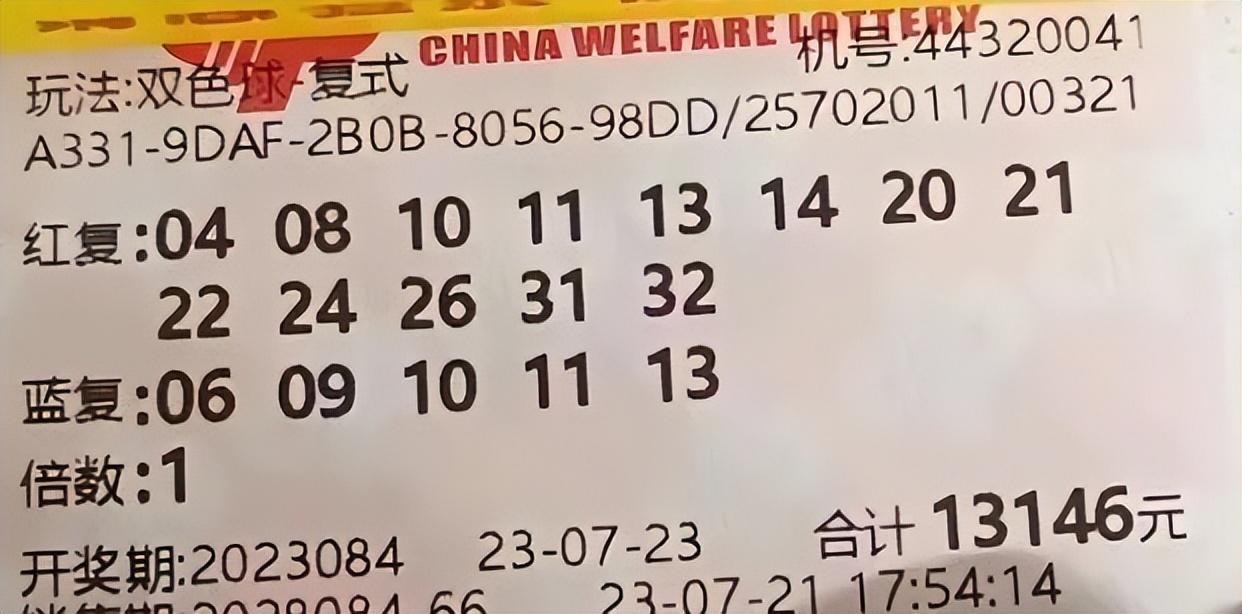 CHINA WELFARE LOTTERY
玩法:双色球-复式 机号:44320041
A331-9DAF-2B0B-8056-98DD/25702011/00321
红复:04 08 10 11 13 14 20 21
22 24 26 31 32
蓝复:06 09 10 11 13
倍数:1
合计 13146元
开奖期:2023084 23-07-23
66 23-07-21 17:54:14